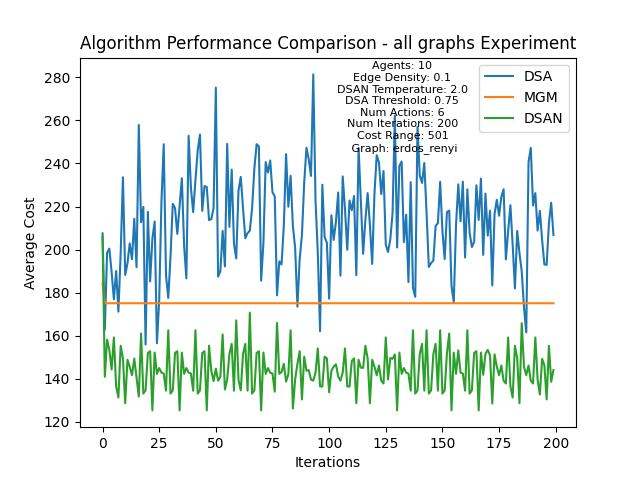 Algorithm Performance Comparison - all graphs Experiment
Agents: 10
Edge Density: 0.1
DSAN Temperature: 2.0
DSA Threshold: 0.75
Num Actions: 6
Num Iterations: 200
Cost Range: 501
Graph: erdos_renyi
DSA
MGM
DSAN
Average Cost
280
260
240
220
200
180
160
140
120
0 25 50 75 100 125 150 175 200
Iterations